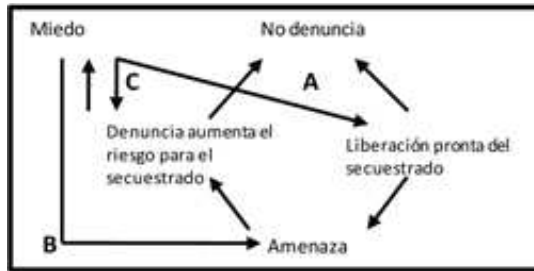 Miedo
No denuncia
C
A
Denuncia aumenta el
riesgo para el
secuestrado
Liberación pronta del
secuestrado
B
Amenaza